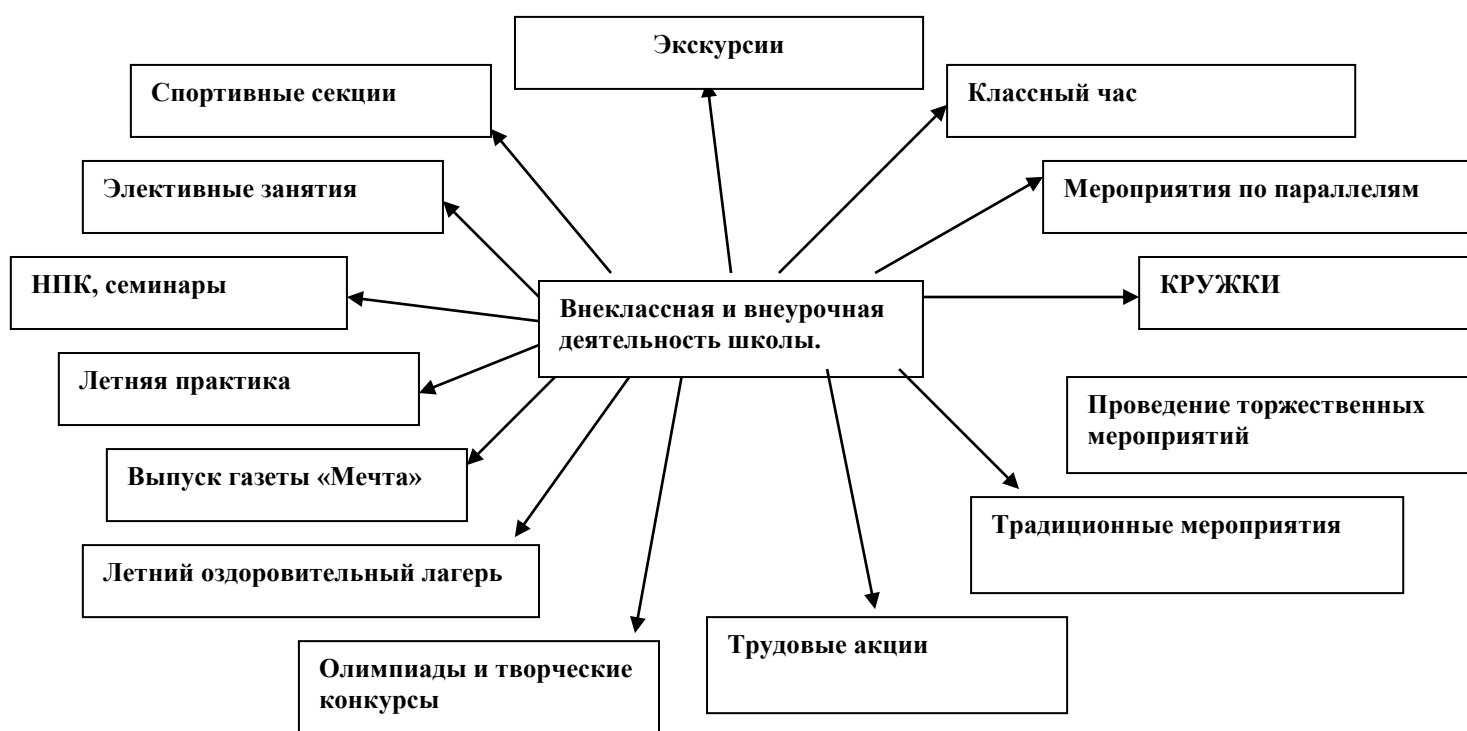 Экскурсии
Спортивные секции
Классный час
Элективные занятия
Мероприятия по параллелям
НПК, семинары
Внеклассная и внеурочная
деятельность школы.
КРУЖКИ
Летняя практика
Проведение торжественных
мероприятий
Выпуск газеты «Мечта»
Традиционные мероприятия
Летний оздоровительный лагерь
Трудовые акции
Олимпиады и творческие
конкурсы